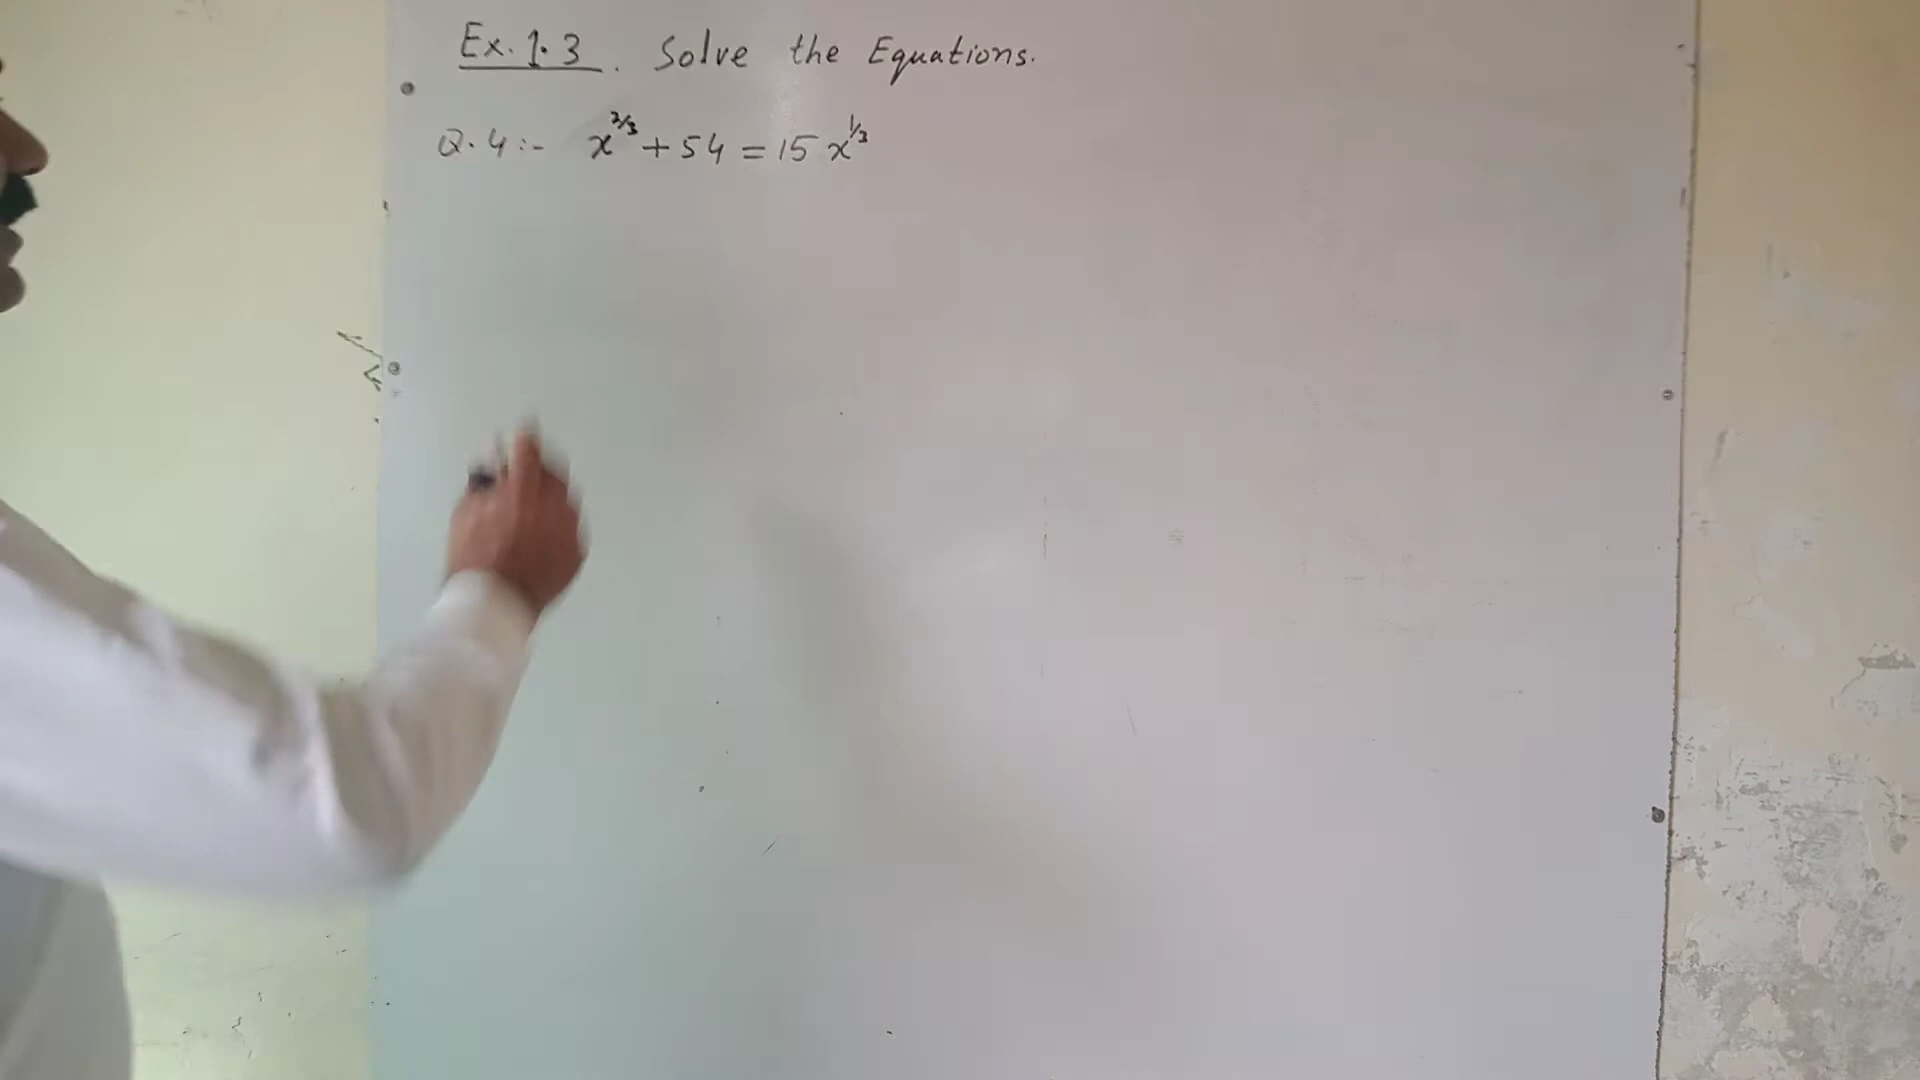 Ex. 1.3. Solve the Equations.
Q.4:- x^{2/3} + 54 = 15 x^{1/3}